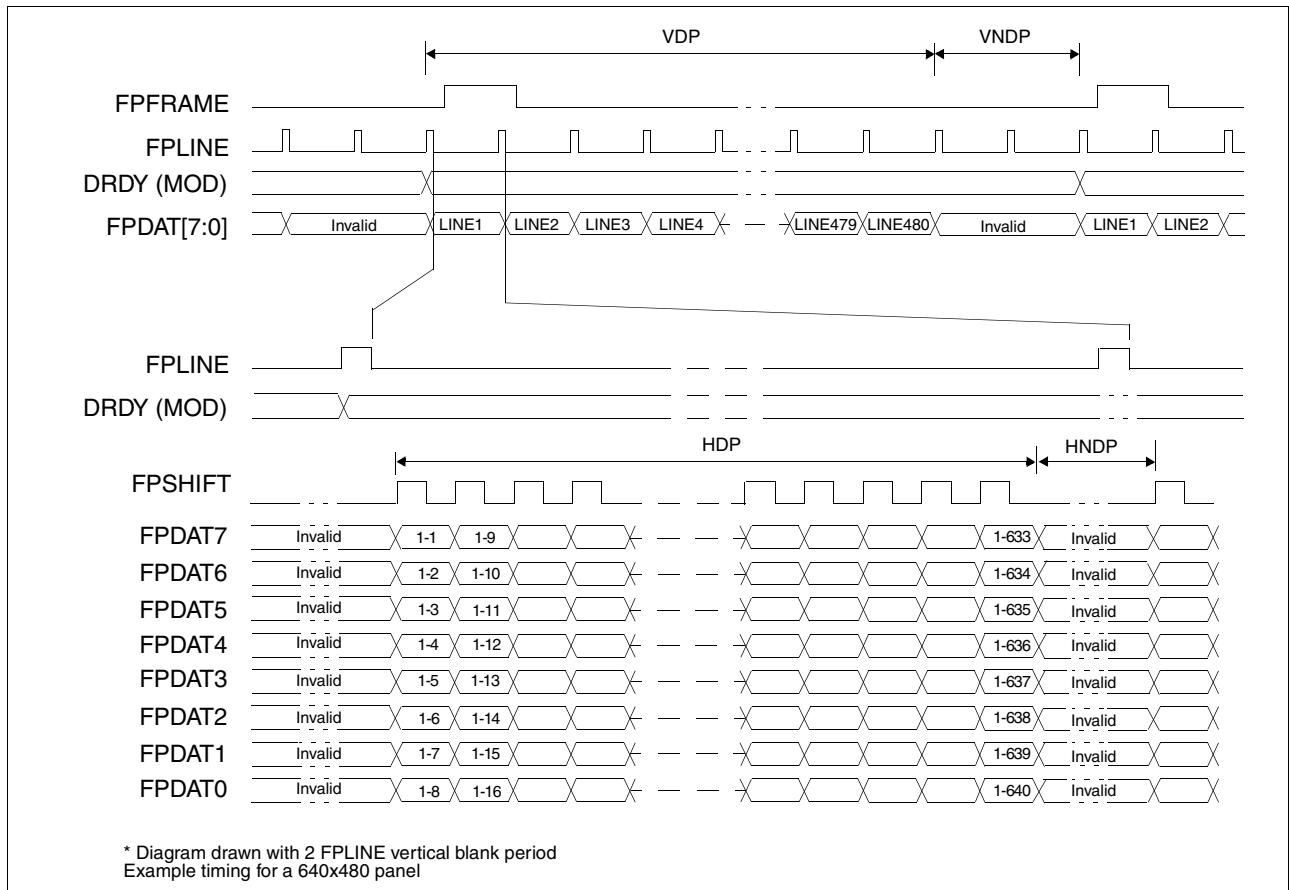 VDP VNDP
FPFRAME
FPLINE
DRDY (MOD)
FPDAT[7:0] Invalid LINE1 LINE2 LINE3 LINE4 LINE479 LINE480 Invalid LINE1 LINE2
FPLINE
DRDY (MOD)
HDP HNDP
FPSHIFT
FPDAT7 Invalid 1-1 1-9 1-633 Invalid
FPDAT6 Invalid 1-2 1-10 1-634 Invalid
FPDAT5 Invalid 1-3 1-11 1-635 Invalid
FPDAT4 Invalid 1-4 1-12 1-636 Invalid
FPDAT3 Invalid 1-5 1-13 1-637 Invalid
FPDAT2 Invalid 1-6 1-14 1-638 Invalid
FPDAT1 Invalid 1-7 1-15 1-639 Invalid
FPDAT0 Invalid 1-8 1-16 1-640 Invalid
* Diagram drawn with 2 FPLINE vertical blank period
Example timing for a 640x480 panel